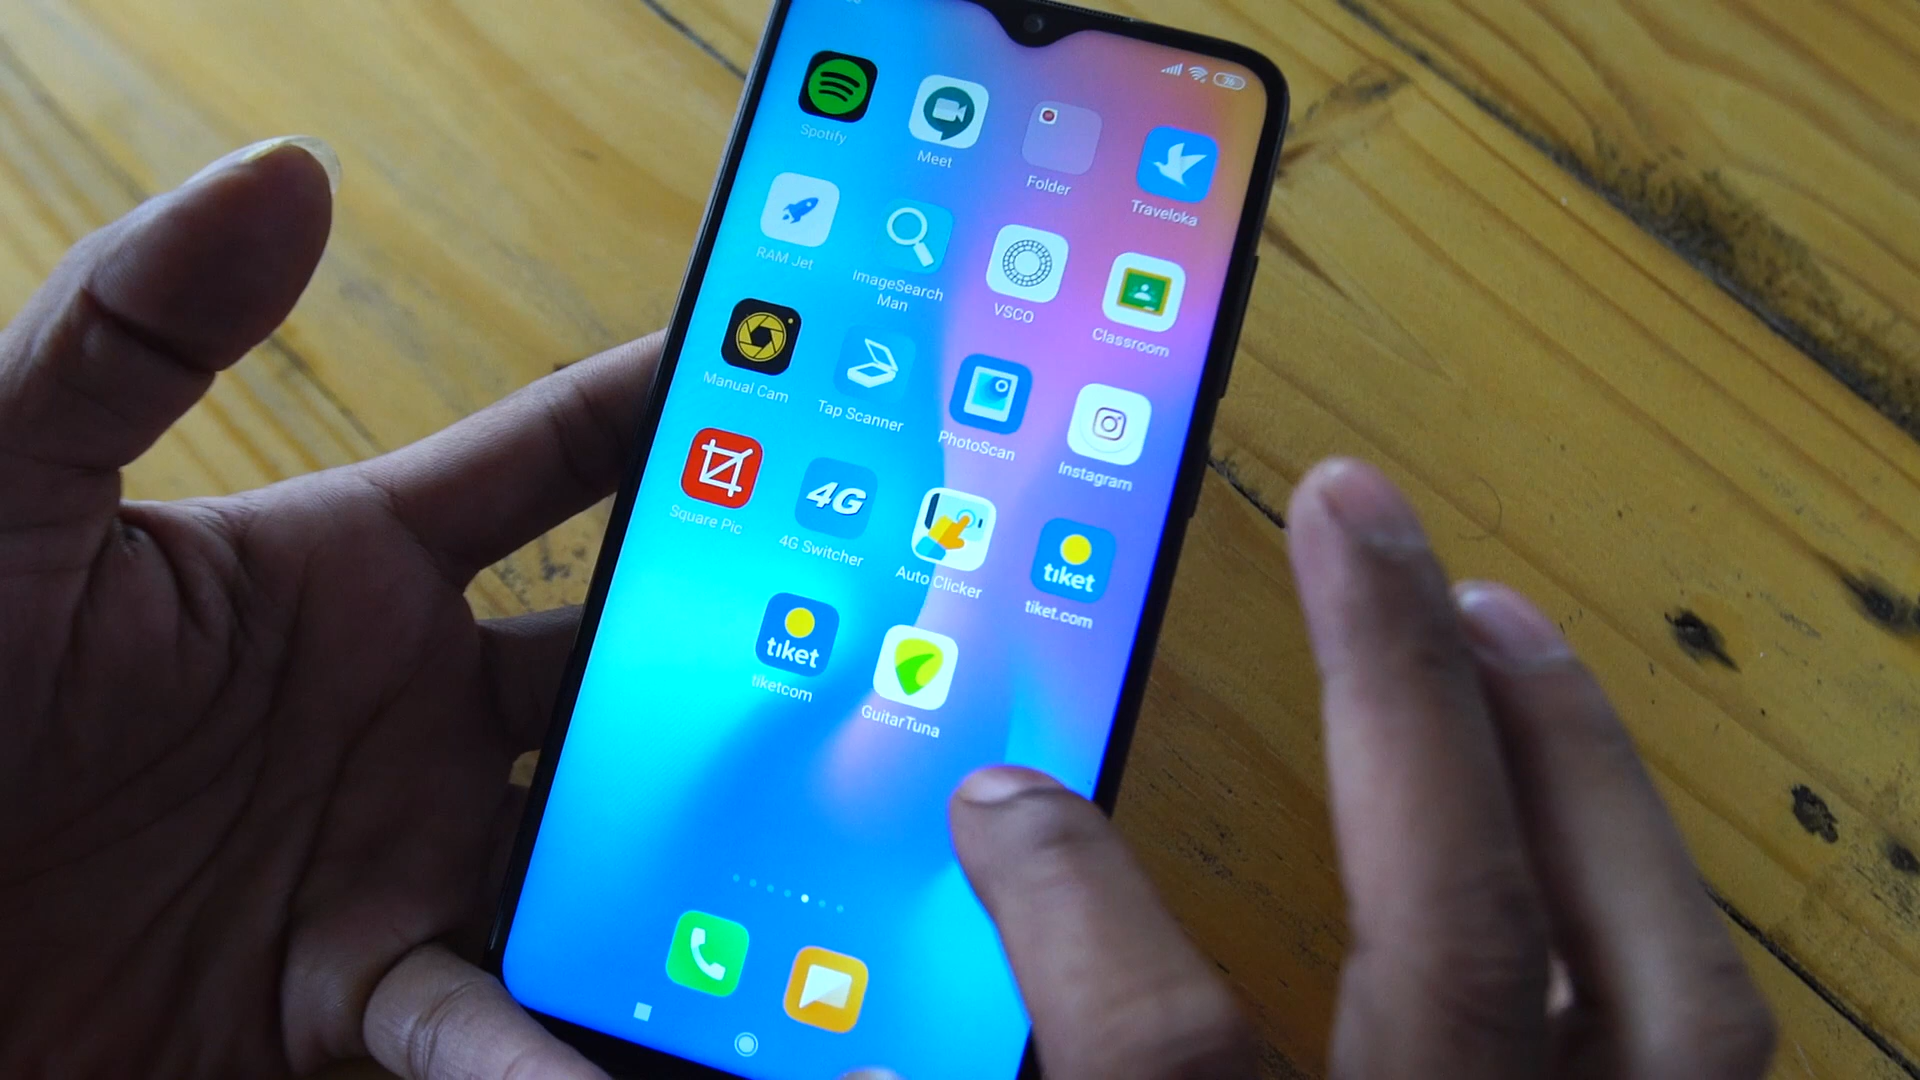 Spotify
Meet
Folder
Traveloka
RAM Jet
ImageSearch
Man
VSCO
Classroom
Manual Cam
Tap Scanner
PhotoScan
Instagram
Square Pic
4G
4G Switcher
Auto Clicker
tiket
tiket.com
tiket
tiketcom
GuitarTuna